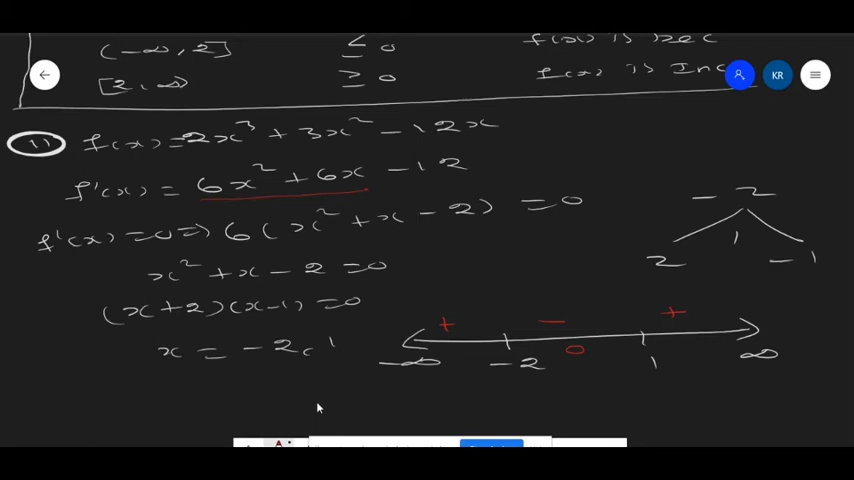 (-∞, 2] ≤ 0 f(x) is Dec
[2, ∞) ≥ 0 f(x) is Inc
KR
11) f(x) = 2x³ + 3x² - 12x
f'(x) = 6x² + 6x - 12
f'(x) = 0 ⇒ 6(x² + x - 2) = 0
x² + x - 2 = 0
(x+2)(x-1) = 0
x = -2, 1
-2
1
2 -1
+ - +
-∞ -2 0 1 ∞
A